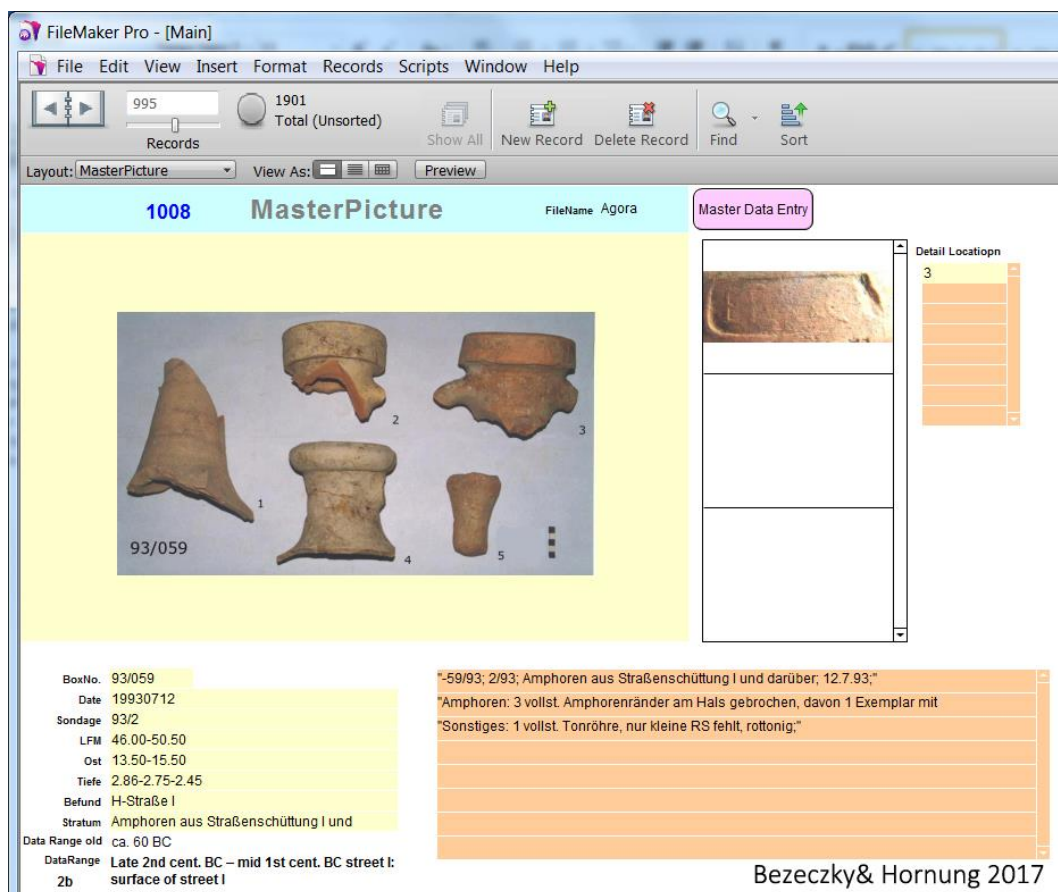 FileMaker Pro - [Main]
File Edit View Insert Format Records Scripts Window Help
995
Records
1901
Total (Unsorted)
Show All
New Record
Delete Record
Find
Sort
Layout: MasterPicture
View As:
Preview
1008
MasterPicture
FileName Agora
Master Data Entry
Detail Locatiopn
3
1
2
3
4
5
93/059
BoxNo. 93/059
Date 19930712
Sondage 93/2
LFM 46.00-50.50
Ost 13.50-15.50
Tiefe 2.86-2.75-2.45
Befund H-Straße I
Stratum Amphoren aus Straßenschüttung I und
Data Range old ca. 60 BC
DataRange Late 2nd cent. BC – mid 1st cent. BC street I:
2b surface of street I
"-59/93; 2/93; Amphoren aus Straßenschüttung I und darüber; 12.7.93;"
"Amphoren: 3 vollst. Amphorenränder am Hals gebrochen, davon 1 Exemplar mit
"Sonstiges: 1 vollst. Tonröhre, nur kleine RS fehlt, rottonig;"
Bezeczky& Hornung 2017